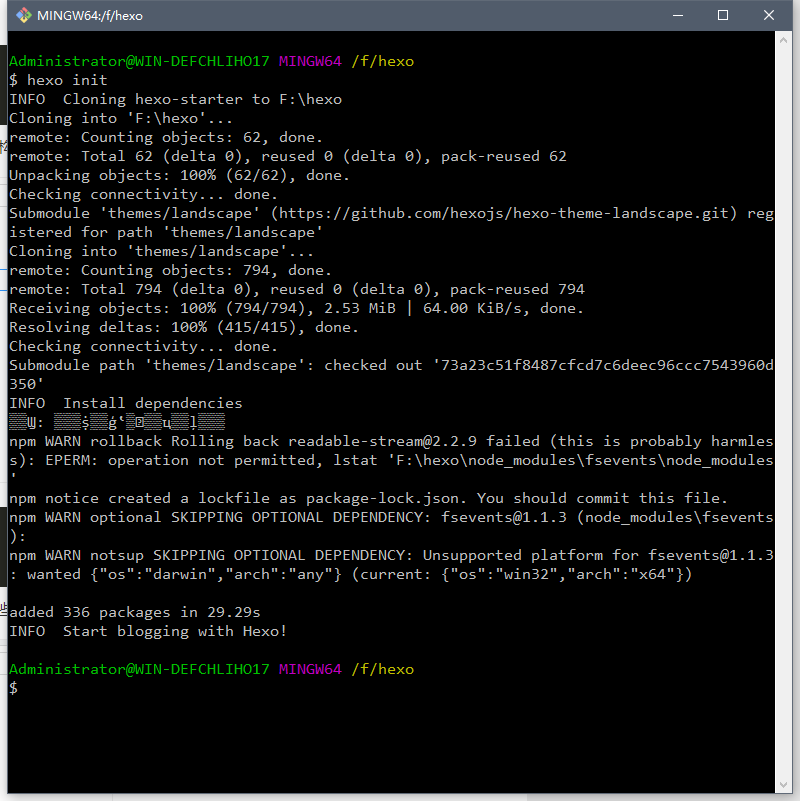 MINGW64:/f/hexo
Administrator@WIN-DEFCHLIHO17 MINGW64 /f/hexo
$ hexo init
INFO  Cloning hexo-starter to F:\hexo
Cloning into 'F:\hexo'...
remote: Counting objects: 62, done.
remote: Total 62 (delta 0), reused 0 (delta 0), pack-reused 62
Unpacking objects: 100% (62/62), done.
Checking connectivity... done.
Submodule 'themes/landscape' (https://github.com/hexojs/hexo-theme-landscape.git) reg
istered for path 'themes/landscape'
Cloning into 'themes/landscape'...
remote: Counting objects: 794, done.
remote: Total 794 (delta 0), reused 0 (delta 0), pack-reused 794
Receiving objects: 100% (794/794), 2.53 MiB | 64.00 KiB/s, done.
Resolving deltas: 100% (415/415), done.
Checking connectivity... done.
Submodule path 'themes/landscape': checked out '73a23c51f8487cfcd7c6deec96ccc7543960d
350'
INFO  Install dependencies
npm WARN rollback Rolling back readable-stream@2.2.9 failed (this is probably harmles
s): EPERM: operation not permitted, lstat 'F:\hexo\node_modules\fsevents\node_modules
'
npm notice created a lockfile as package-lock.json. You should commit this file.
npm WARN optional SKIPPING OPTIONAL DEPENDENCY: fsevents@1.1.3 (node_modules\fsevents
):
npm WARN notsup SKIPPING OPTIONAL DEPENDENCY: Unsupported platform for fsevents@1.1.3
: wanted {"os":"darwin","arch":"any"} (current: {"os":"win32","arch":"x64"})
added 336 packages in 29.29s
INFO  Start blogging with Hexo!
Administrator@WIN-DEFCHLIHO17 MINGW64 /f/hexo
$